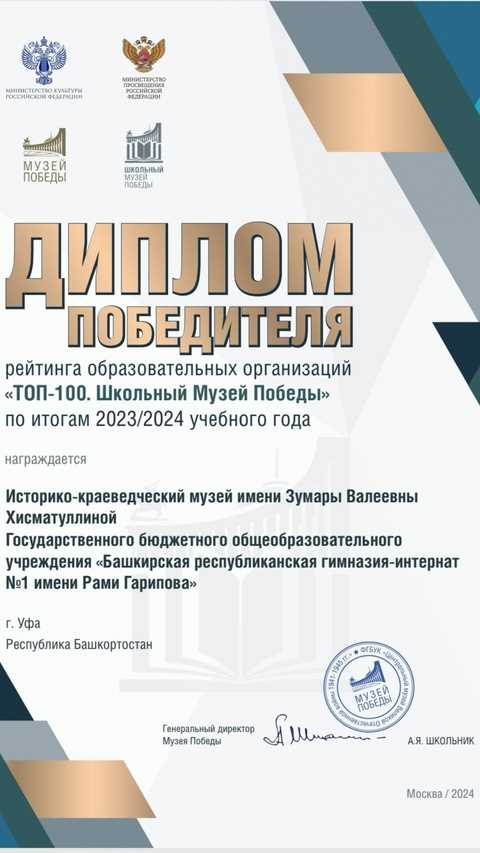 МИНИСТЕРСТВО КУЛЬТУРЫ
РОССИЙСКОЙ ФЕДЕРАЦИИ
МИНИСТЕРСТВО
ПРОСВЕЩЕНИЯ
РОССИЙСКОЙ
ФЕДЕРАЦИИ
МУЗЕЙ
ПОБЕДЫ
ШКОЛЬНЫЙ
МУЗЕЙ
ПОБЕДЫ
ДИПЛОМ
ПОБЕДИТЕЛЯ
рейтинга образовательных организаций
«ТОП-100. Школьный Музей Победы»
по итогам 2023/2024 учебного года
награждается
Историко-краеведческий музей имени Зумары Валеевны
Хисматуллиной
Государственного бюджетного общеобразовательного
учреждения «Башкирская республиканская гимназия-интернат
№1 имени Рами Гарипова»
г. Уфа
Республика Башкортостан
ФГБУК «Центральный музей Великой Отечественной войны 1941-1945 гг.»
МУЗЕЙ
ПОБЕДЫ
Генеральный директор
Музея Победы
А.Я. ШКОЛЬНИК
Москва / 2024